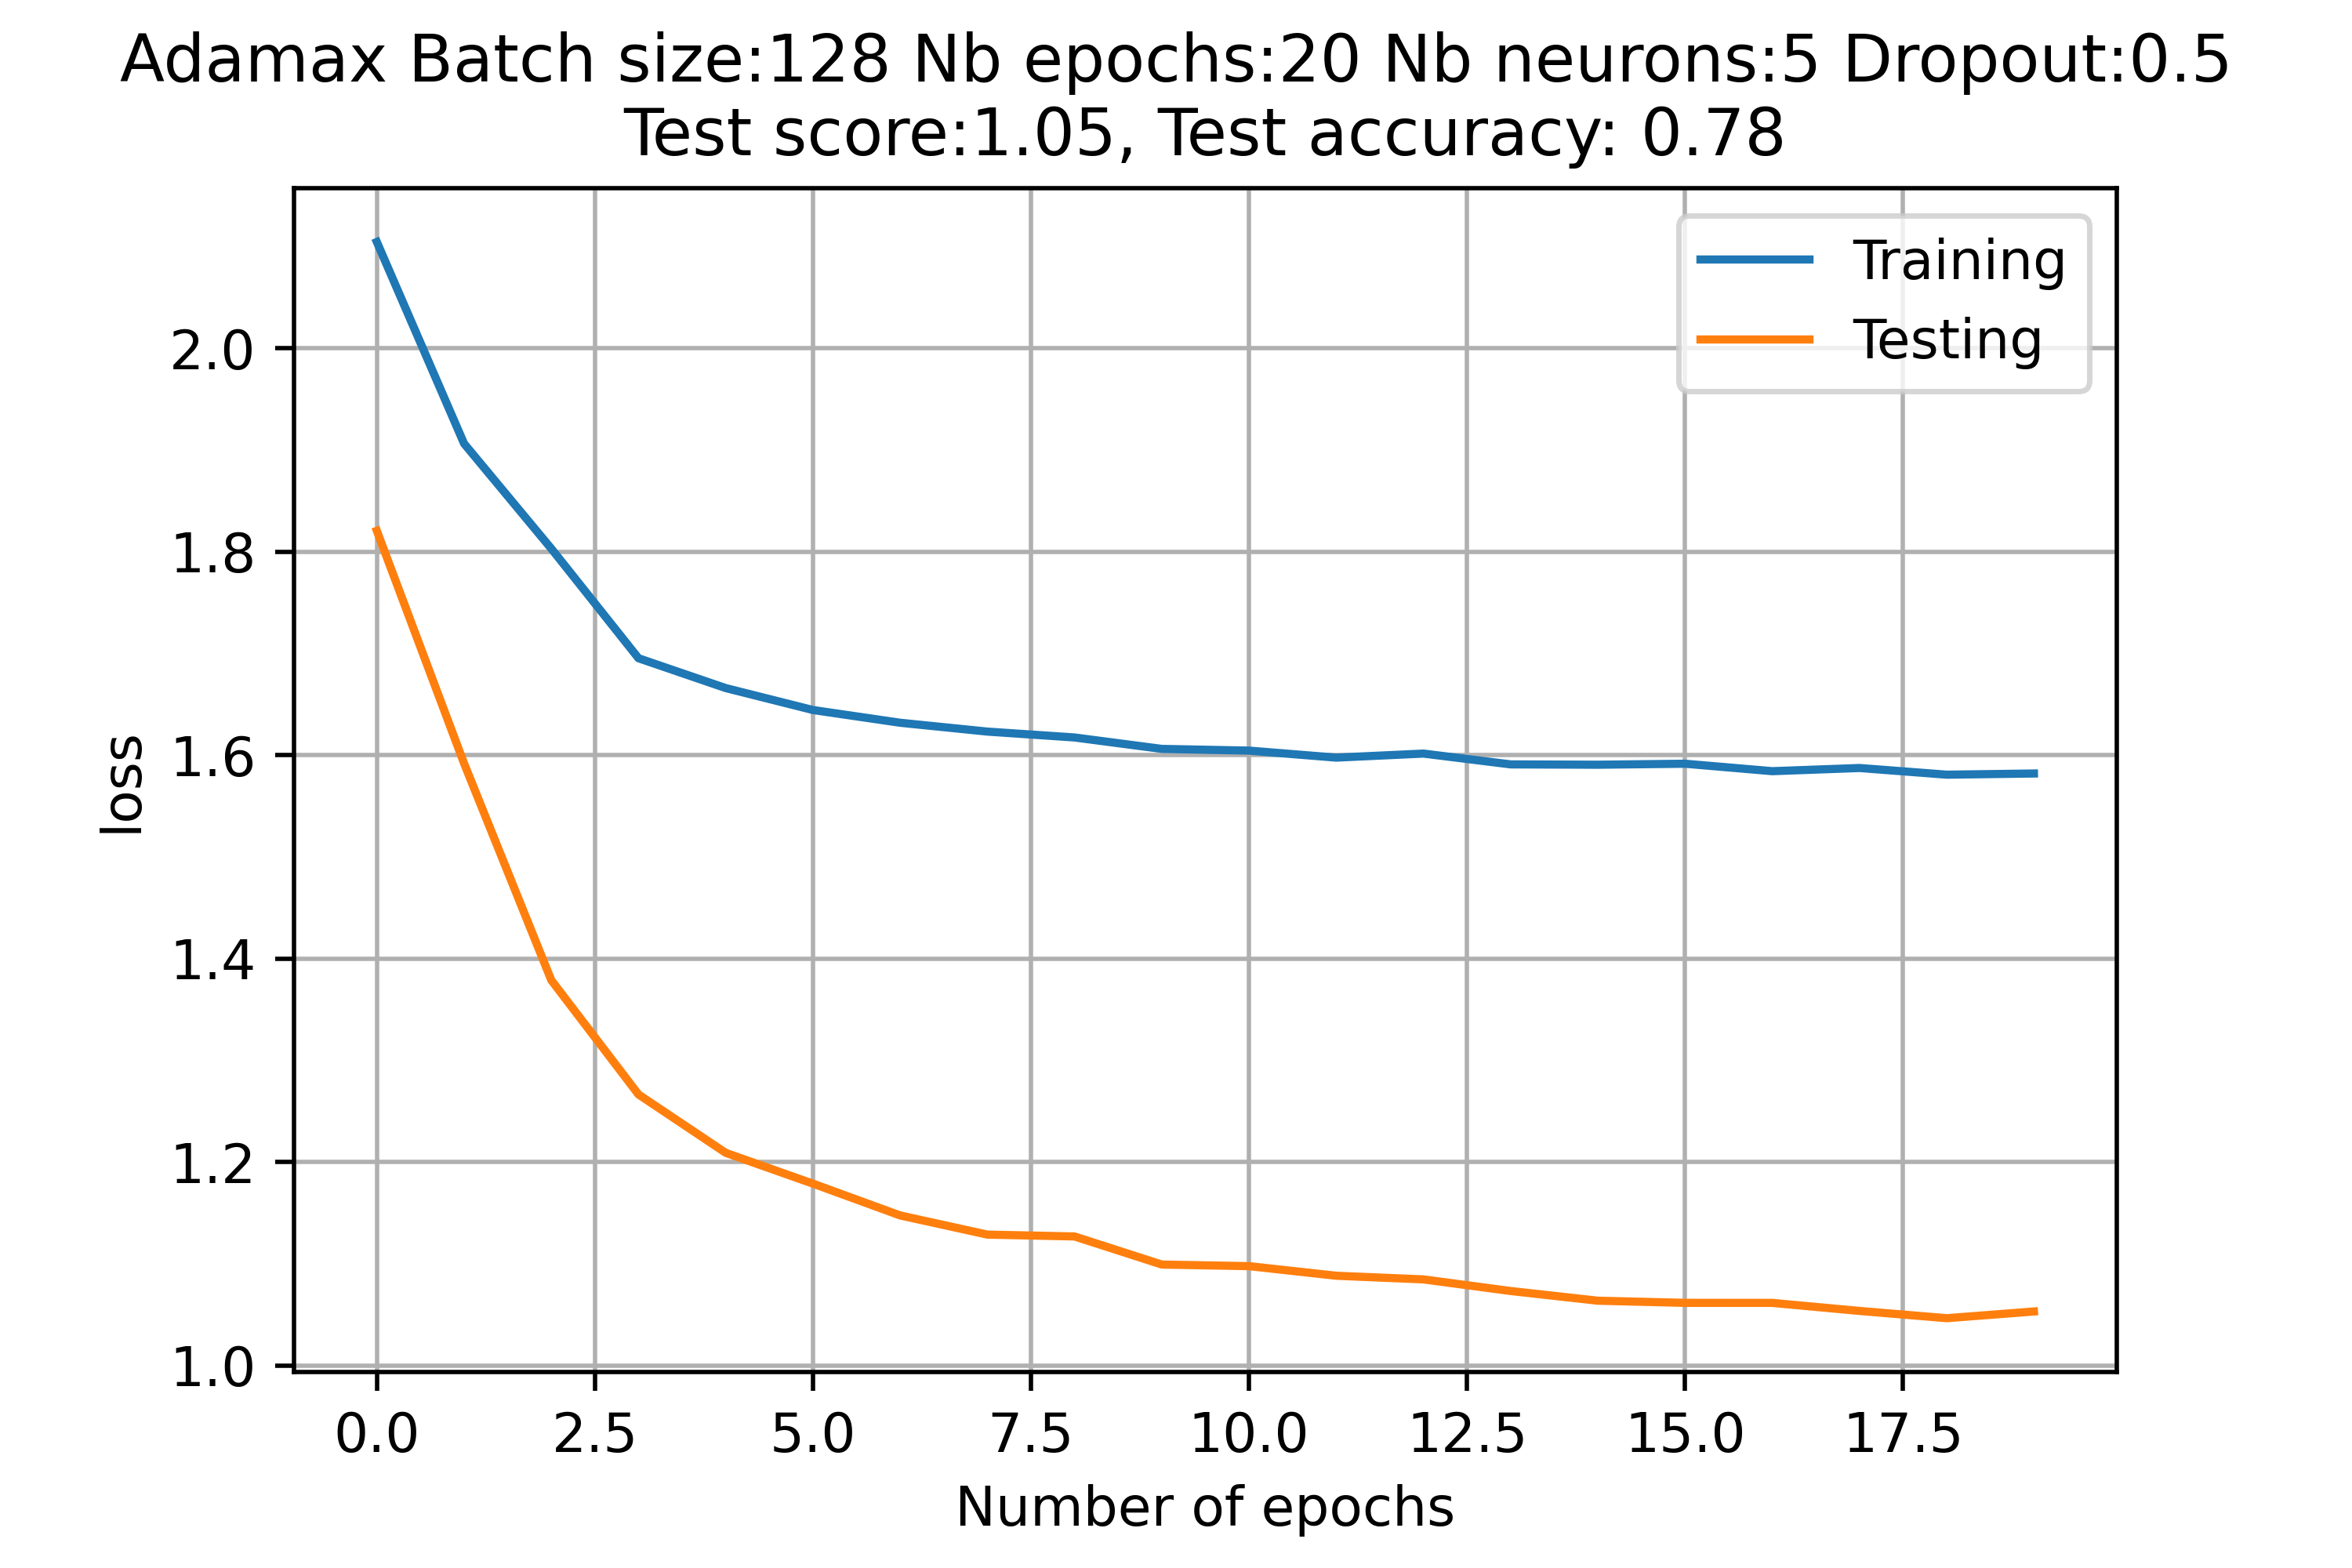 Adamax Batch size:128 Nb epochs:20 Nb neurons:5 Dropout:0.5
Test score:1.05, Test accuracy: 0.78
Training
Testing
2.0
1.8
1.6
1.4
1.2
1.0
loss
0.0 2.5 5.0 7.5 10.0 12.5 15.0 17.5
Number of epochs